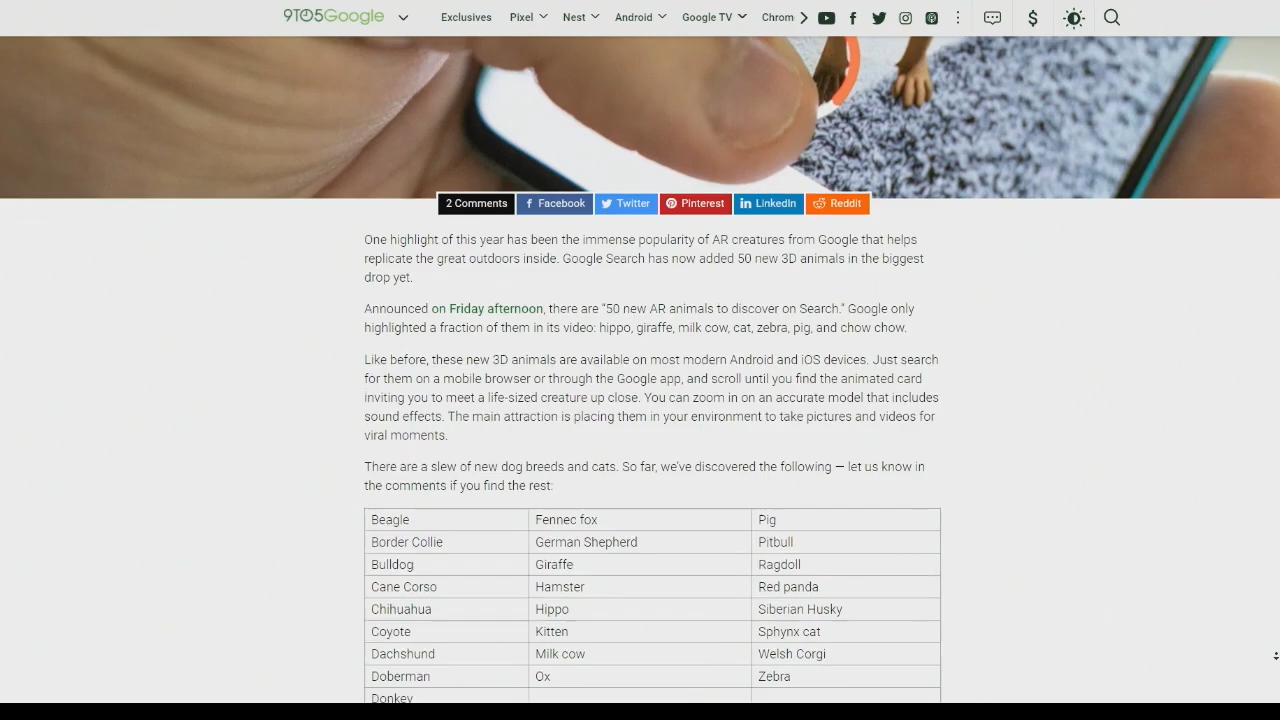 9TO5Google Exclusives Pixel Nest Android Google TV Chrom
2 Comments Facebook Twitter Pinterest LinkedIn Reddit
One highlight of this year has been the immense popularity of AR creatures from Google that helps
replicate the great outdoors inside. Google Search has now added 50 new 3D animals in the biggest
drop yet.
Announced on Friday afternoon, there are “50 new AR animals to discover on Search.” Google only
highlighted a fraction of them in its video: hippo, giraffe, milk cow, cat, zebra, pig, and chow chow.
Like before, these new 3D animals are available on most modern Android and iOS devices. Just search
for them on a mobile browser or through the Google app, and scroll until you find the animated card
inviting you to meet a life-sized creature up close. You can zoom in on an accurate model that includes
sound effects. The main attraction is placing them in your environment to take pictures and videos for
viral moments.
There are a slew of new dog breeds and cats. So far, we’ve discovered the following — let us know in
the comments if you find the rest:
Beagle Fennec fox Pig
Border Collie German Shepherd Pitbull
Bulldog Giraffe Ragdoll
Cane Corso Hamster Red panda
Chihuahua Hippo Siberian Husky
Coyote Kitten Sphynx cat
Dachshund Milk cow Welsh Corgi
Doberman Ox Zebra
Donkey